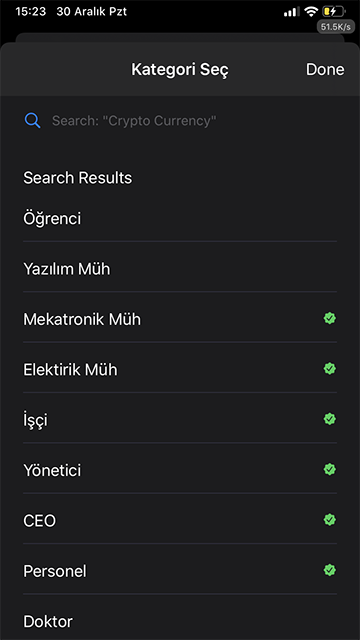 15:23 30 Aralık Pzt
51.5K/s
Kategori Seç
Done
Search: "Crypto Currency"
Search Results
Öğrenci
Yazılım Müh
Mekatronik Müh
Elektirik Müh
İşçi
Yönetici
CEO
Personel
Doktor